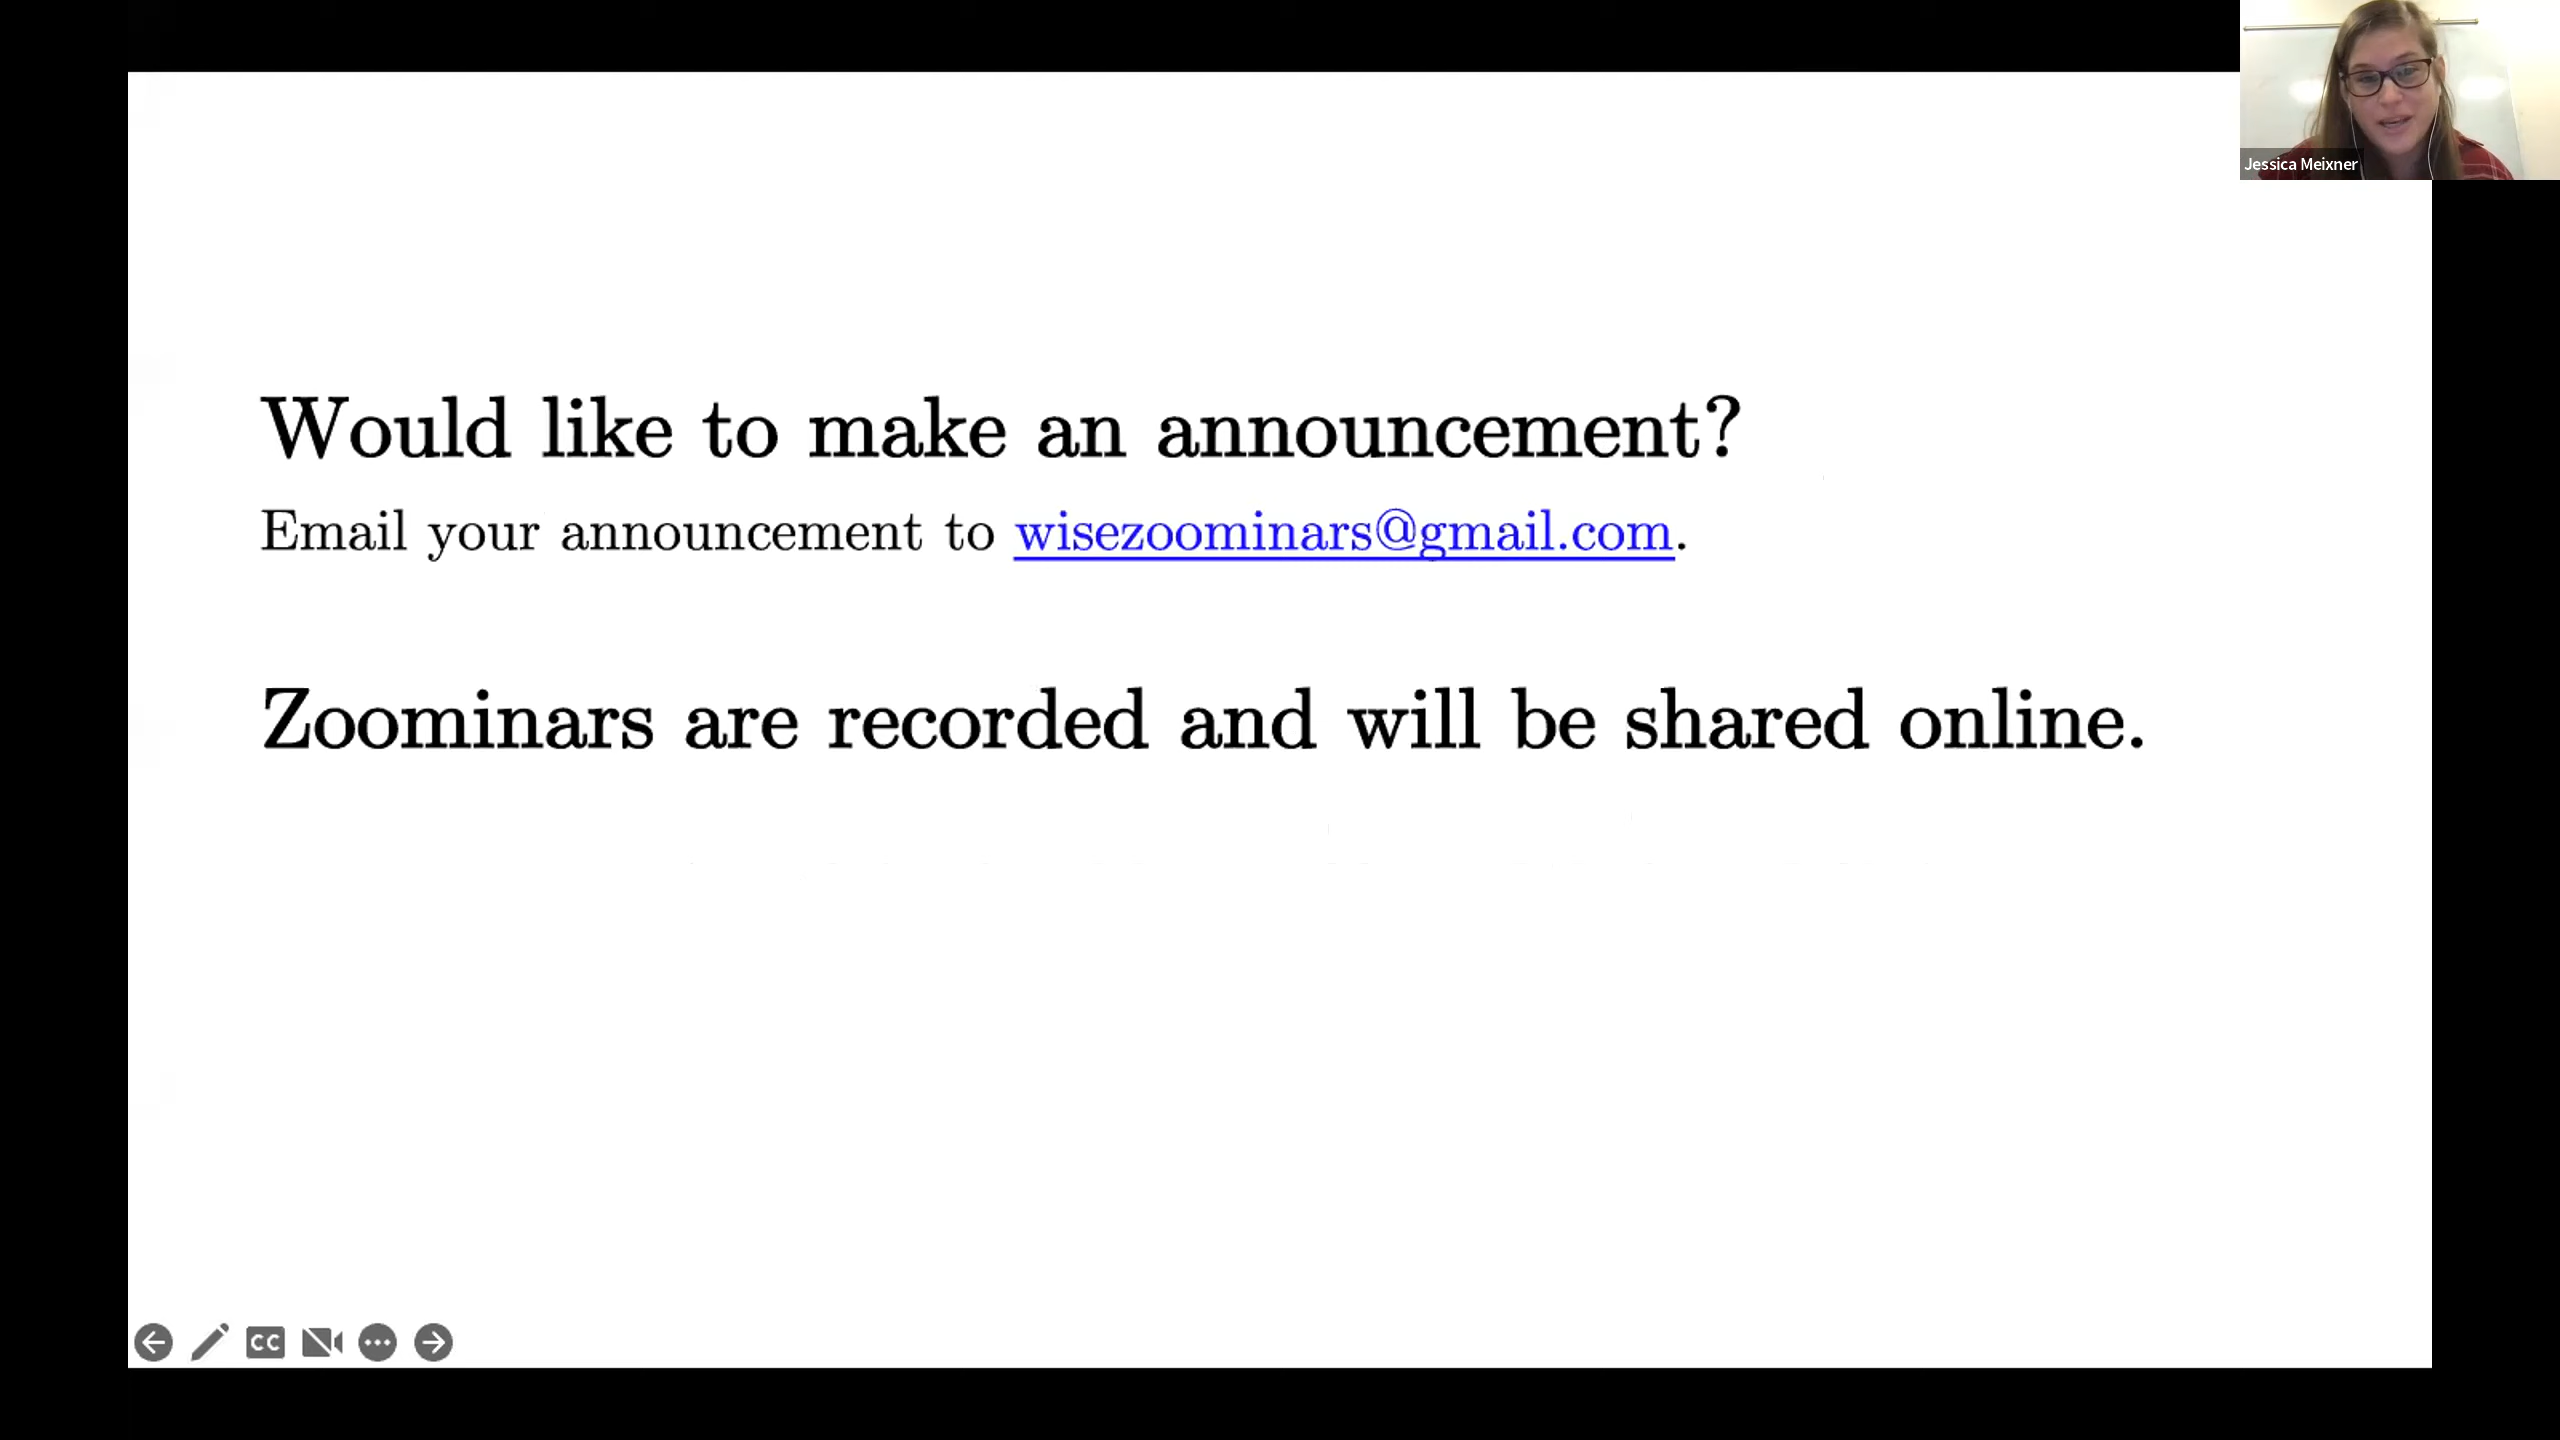 Jessica Meixner
Would like to make an announcement?
Email your announcement to wisezoominars@gmail.com.
Zoominars are recorded and will be shared online.
CC